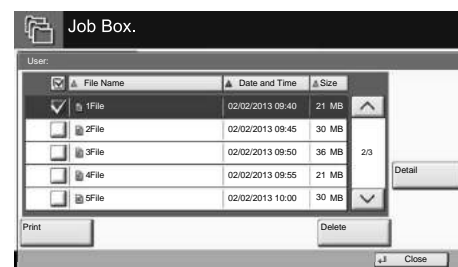 Job Box.
User:
File Name Date and Time Size
1File 02/02/2013 09:40 21 MB
2File 02/02/2013 09:45 30 MB
3File 02/02/2013 09:50 36 MB 2/3
4File 02/02/2013 09:55 21 MB
Detail
5File 02/02/2013 10:00 30 MB
Print Delete
Close